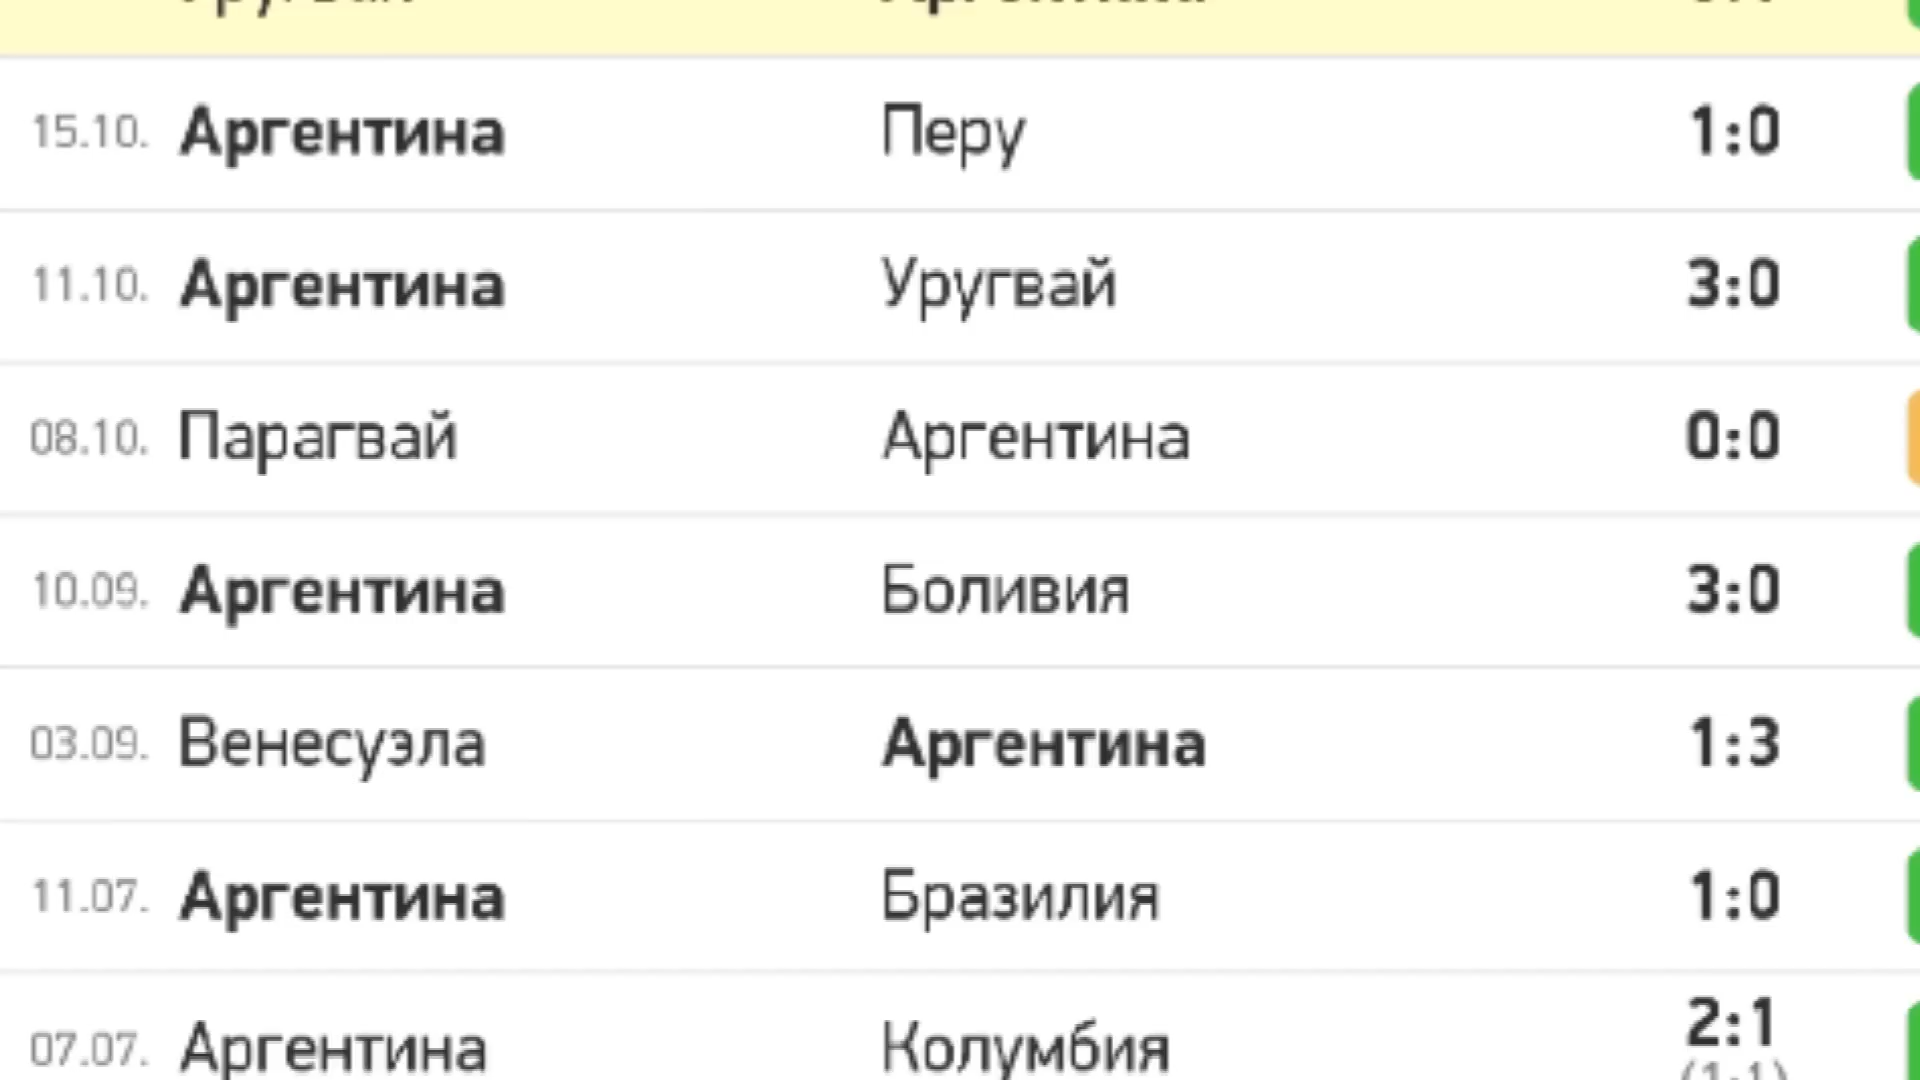 15.10. Аргентина Перу 1:0
11.10. Аргентина Уругвай 3:0
08.10. Парагвай Аргентина 0:0
10.09. Аргентина Боливия 3:0
03.09. Венесуэла Аргентина 1:3
11.07. Аргентина Бразилия 1:0
07.07. Аргентина Колумбия 2:1
(1:1)